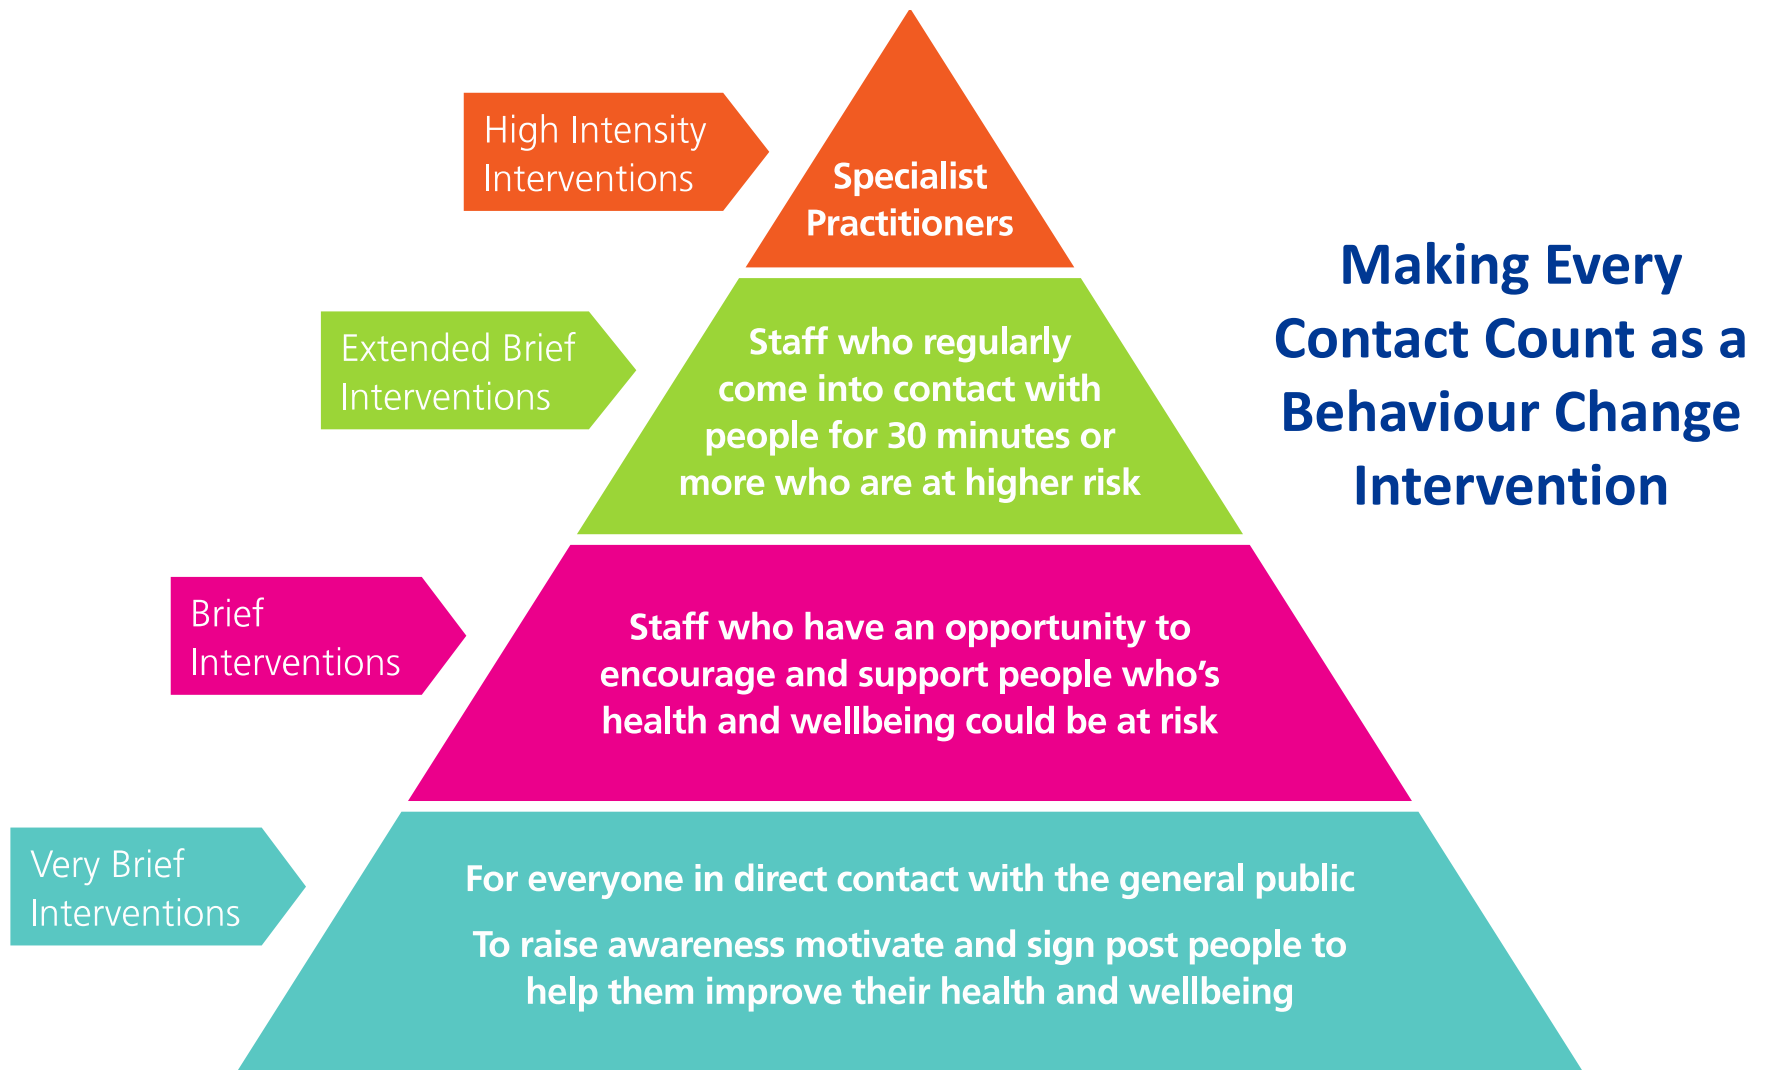 High Intensity
Interventions
Specialist
Practitioners
Making Every
Contact Count as a
Behaviour Change
Intervention
Extended Brief
Interventions
Staff who regularly
come into contact with
people for 30 minutes or
more who are at higher risk
Brief
Interventions
Staff who have an opportunity to
encourage and support people who’s
health and wellbeing could be at risk
Very Brief
Interventions
For everyone in direct contact with the general public
To raise awareness motivate and sign post people to
help them improve their health and wellbeing